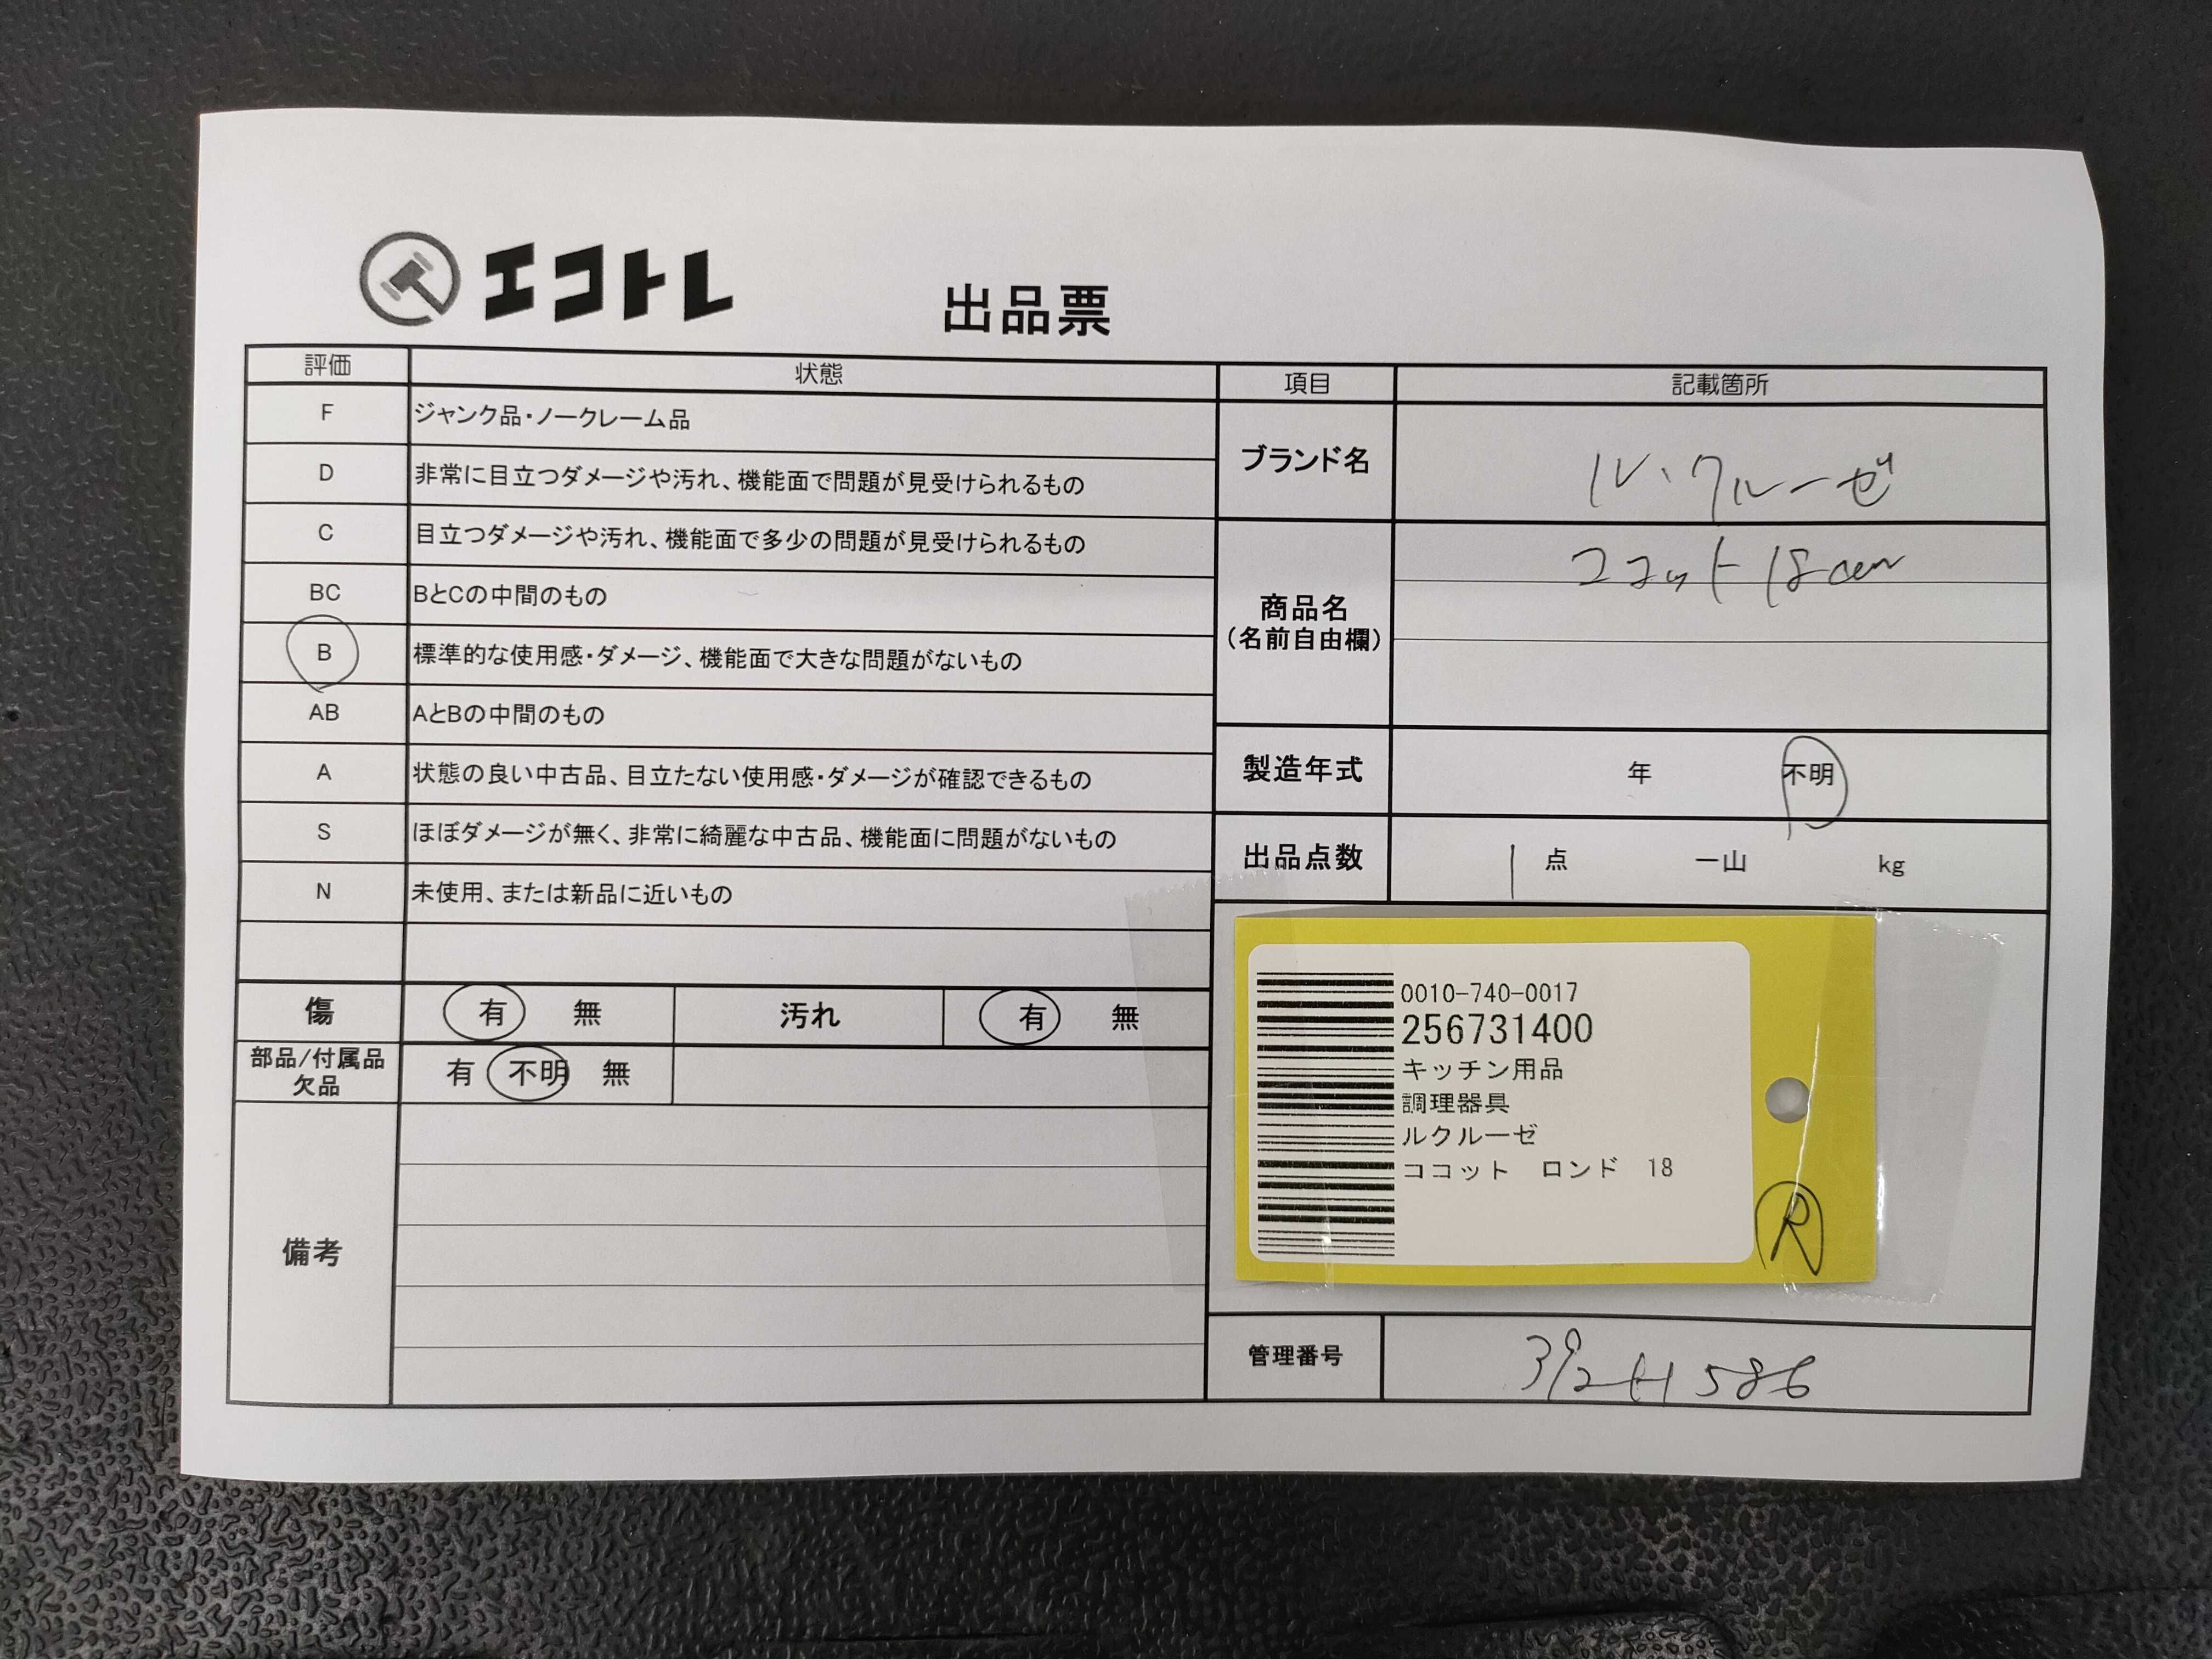 エコトレ
出品票
評価 状態
F ジャンク品・ノークレーム品
D 非常に目立つダメージや汚れ、機能面で問題が見受けられるもの
C 目立つダメージや汚れ、機能面で多少の問題が見受けられるもの
BC BとCの中間のもの
B 標準的な使用感・ダメージ、機能面で大きな問題がないもの
AB AとBの中間のもの
A 状態の良い中古品、目立たない使用感・ダメージが確認できるもの
S ほぼダメージが無く、非常に綺麗な中古品、機能面に問題がないもの
N 未使用、または新品に近いもの
傷 有 無 汚れ 有 無
部品/付属品
欠品 有 不明 無
備考
項目 記載箇所
ブランド名 ル・クルーゼ
商品名
(名前自由欄)
ココット 18cm
製造年式 年 不明
出品点数 1 点 一山 kg
0010-740-0017
256731400
キッチン用品
調理器具
ルクルーゼ
ココット ロンド 18
R
管理番号 586